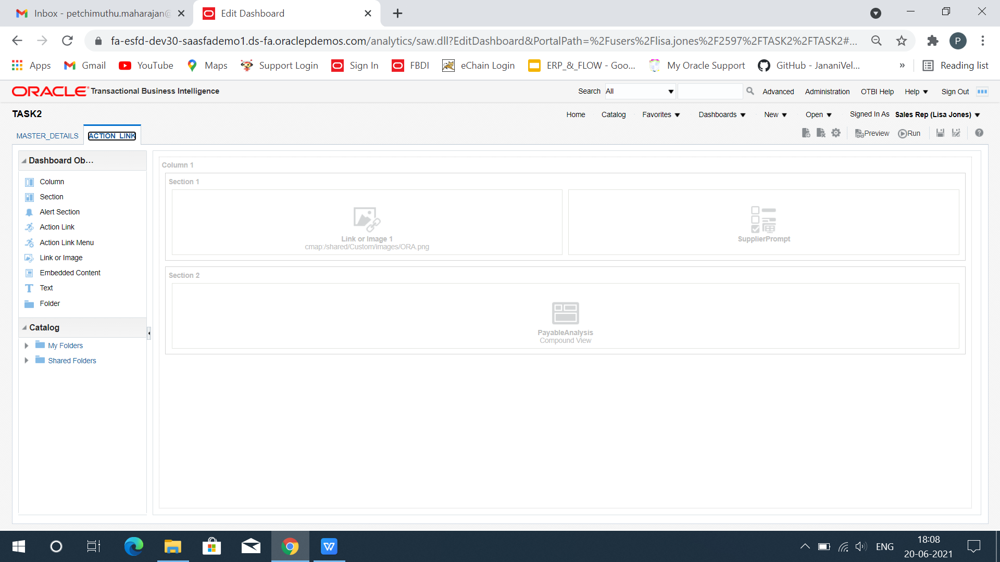 Inbox - petchimuthu.maharajan@
Edit Dashboard
fa-esfd-dev30-saasfademo1.ds-fa.oraclepdemos.com/analytics/saw.dll?EditDashboard&PortalPath=%2Fusers%2Flisa.jones%2F2597%2FTASK2%2FTASK2#...
P
Apps
Gmail
YouTube
Maps
Support Login
Sign In
FBDI
eChain Login
ERP_&_FLOW - Goo...
My Oracle Support
GitHub - JananiVel...
»
Reading list
ORACLE Transactional Business Intelligence
Search All
Advanced
Administration
OTBI Help
Help
Sign Out
TASK2
Home
Catalog
Favorites
Dashboards
New
Open
Signed In As Sales Rep (Lisa Jones)
MASTER_DETAILS
ACTION_LINK
Preview
Run
Dashboard Ob...
Column
Section
Alert Section
Action Link
Action Link Menu
Link or Image
Embedded Content
Text
Folder
Catalog
My Folders
Shared Folders
Column 1
Section 1
Link or Image 1
cmap:/shared/Custom/images/ORA.png
SupplierPrompt
Section 2
PayableAnalysis
Compound View
ENG
18:08
20-06-2021